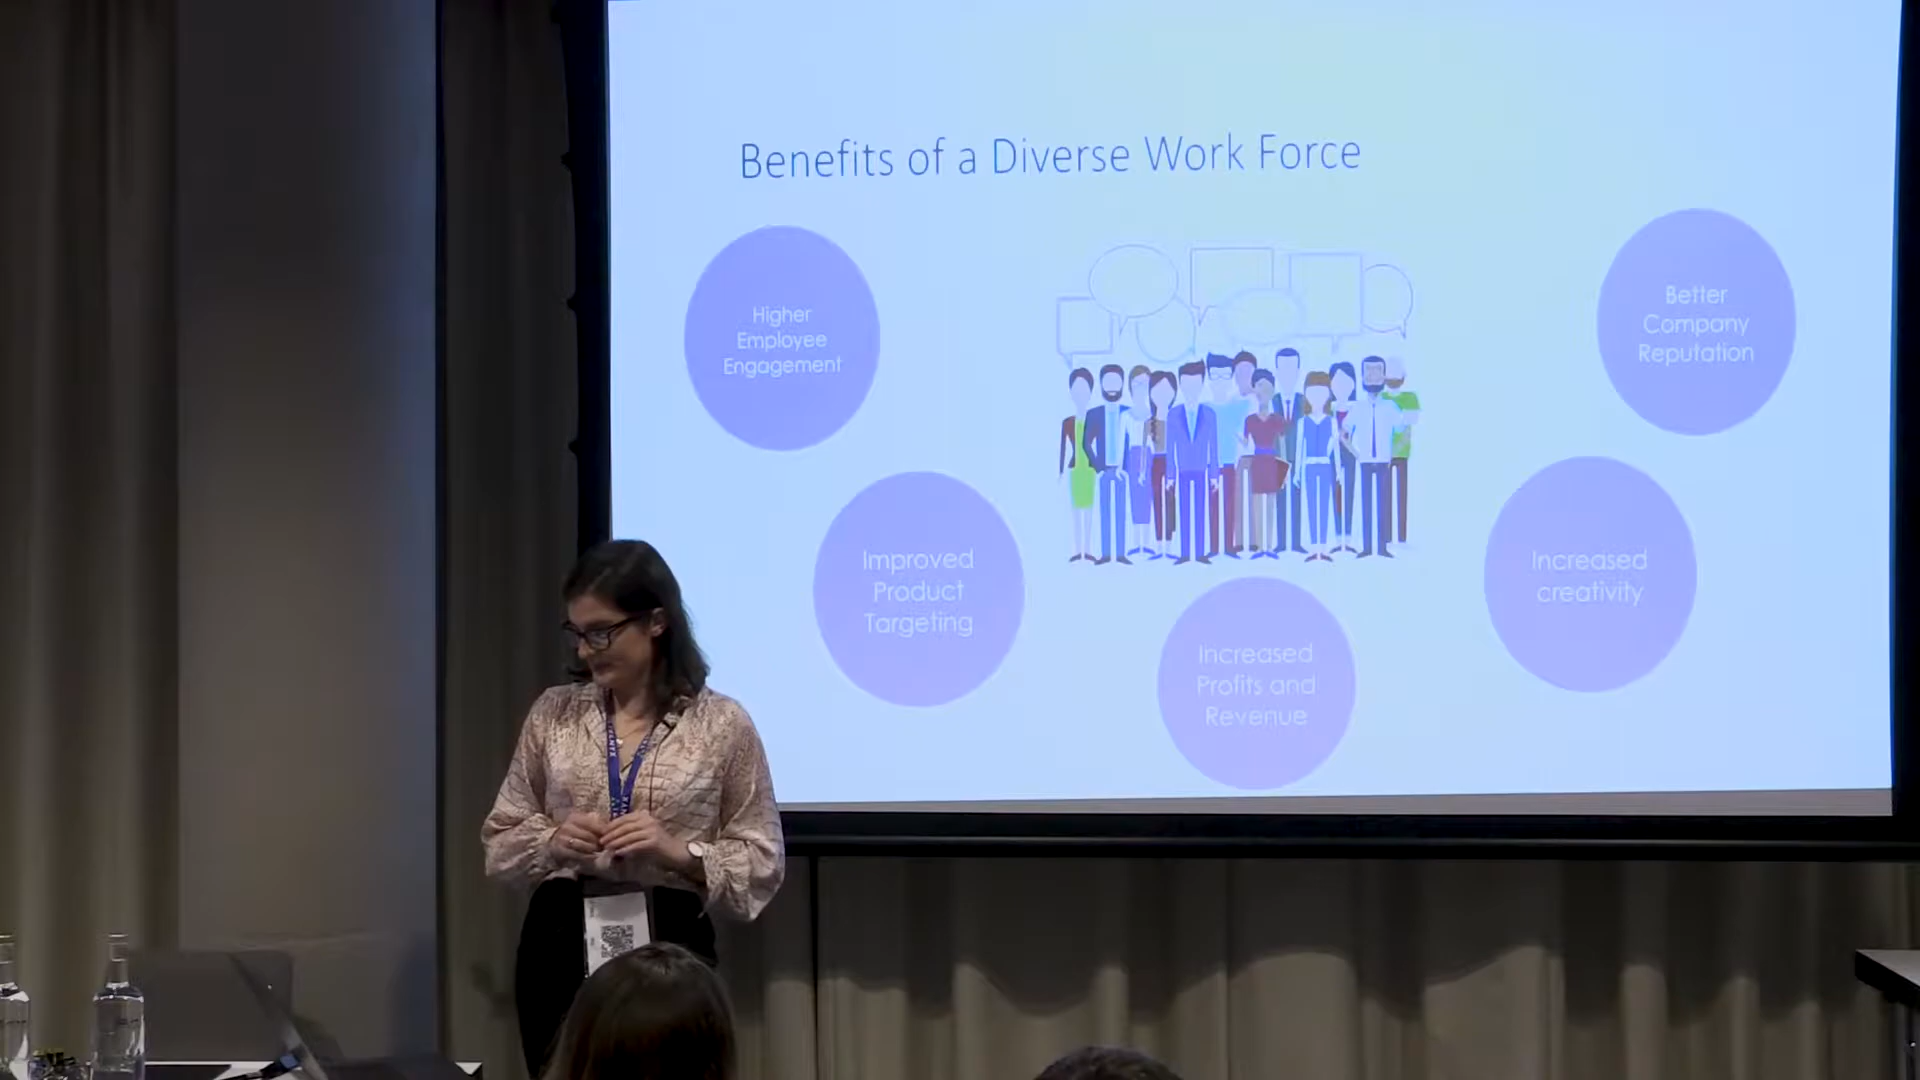 Benefits of a Diverse Work Force
Higher
Employee
Engagement
Improved
Product
Targeting
Increased
Profits and
Revenue
Increased
creativity
Better
Company
Reputation